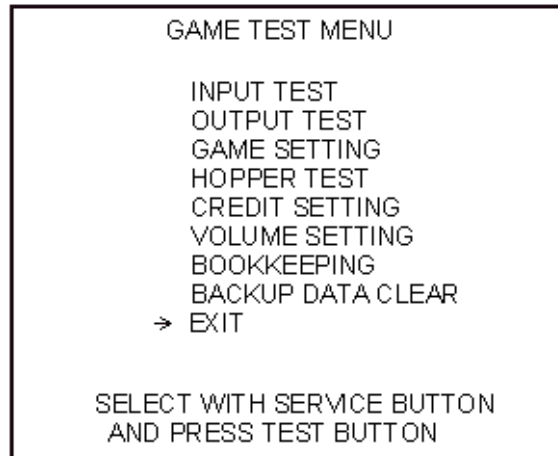 GAME TEST MENU
INPUT TEST
OUTPUT TEST
GAME SETTING
HOPPER TEST
CREDIT SETTING
VOLUME SETTING
BOOKKEEPING
BACKUP DATA CLEAR
→ EXIT
SELECT WITH SERVICE BUTTON
AND PRESS TEST BUTTON